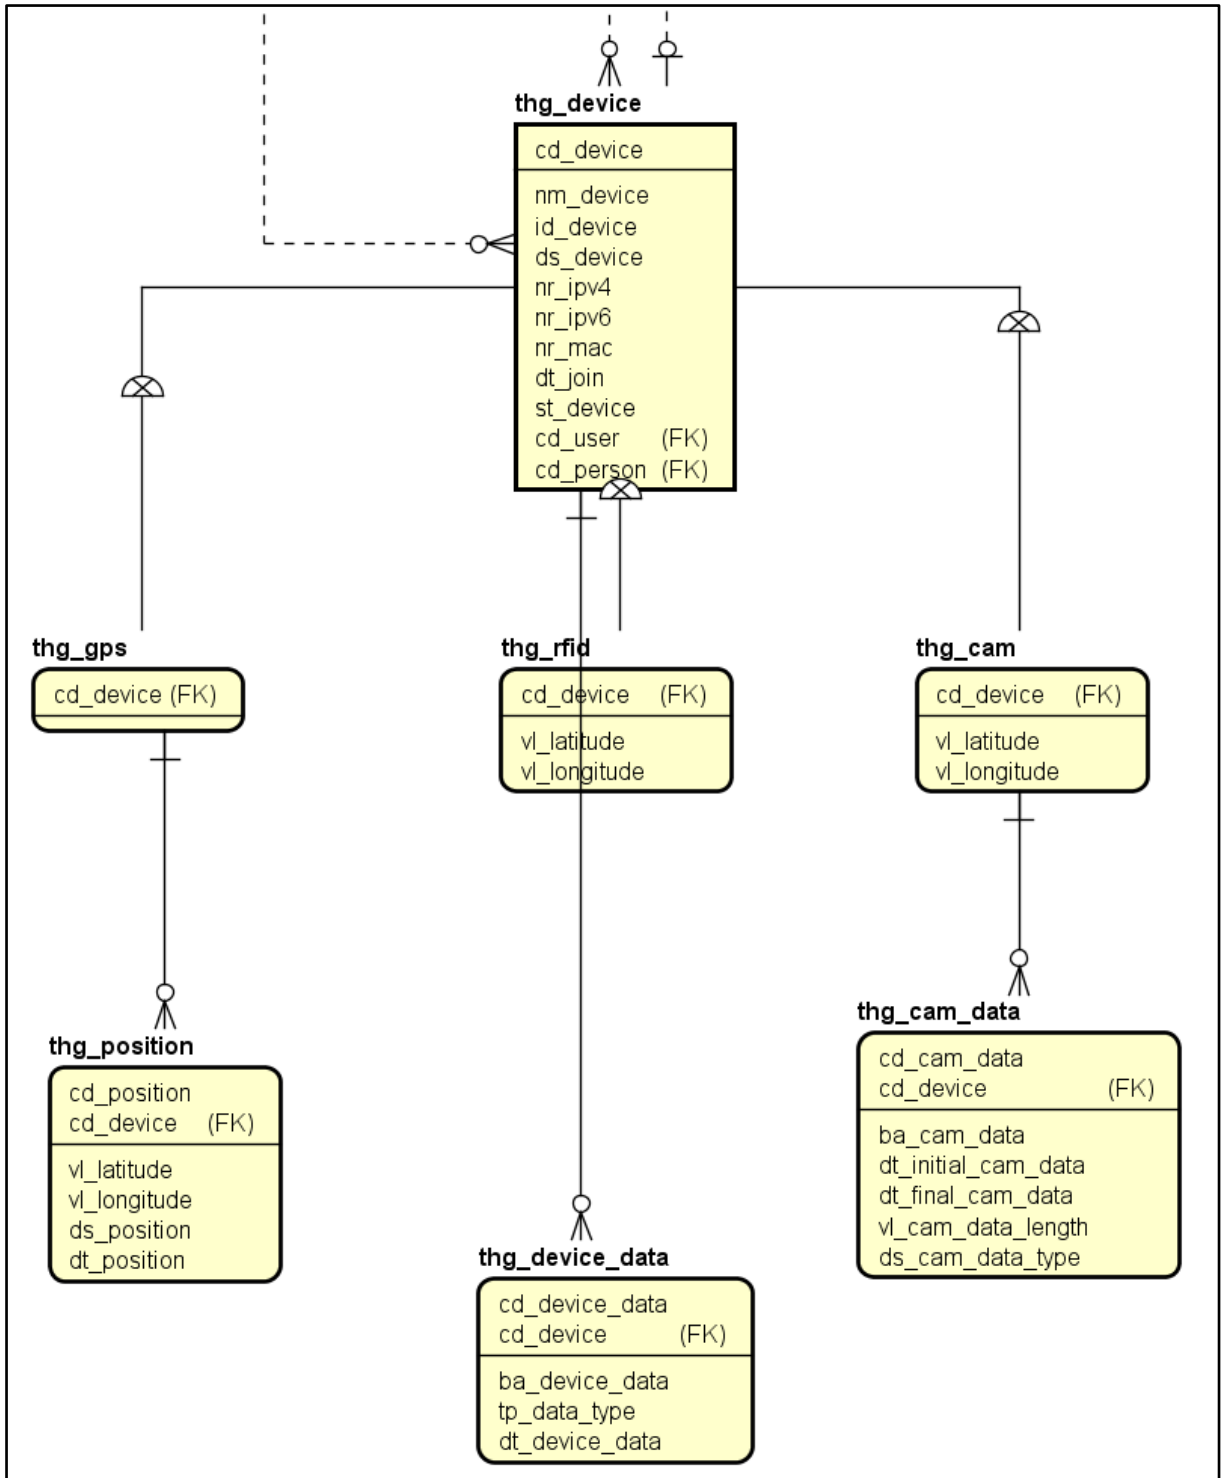 thg_device
cd_device
nm_device
id_device
ds_device
nr_ipv4
nr_ipv6
nr_mac
dt_join
st_device
cd_user (FK)
cd_person (FK)
thg_gps
cd_device (FK)
thg_rfid
cd_device (FK)
vl_latitude
vl_longitude
thg_cam
cd_device (FK)
vl_latitude
vl_longitude
thg_position
cd_position
cd_device (FK)
vl_latitude
vl_longitude
ds_position
dt_position
thg_cam_data
cd_cam_data
cd_device (FK)
ba_cam_data
dt_initial_cam_data
dt_final_cam_data
vl_cam_data_length
ds_cam_data_type
thg_device_data
cd_device_data
cd_device (FK)
ba_device_data
tp_data_type
dt_device_data